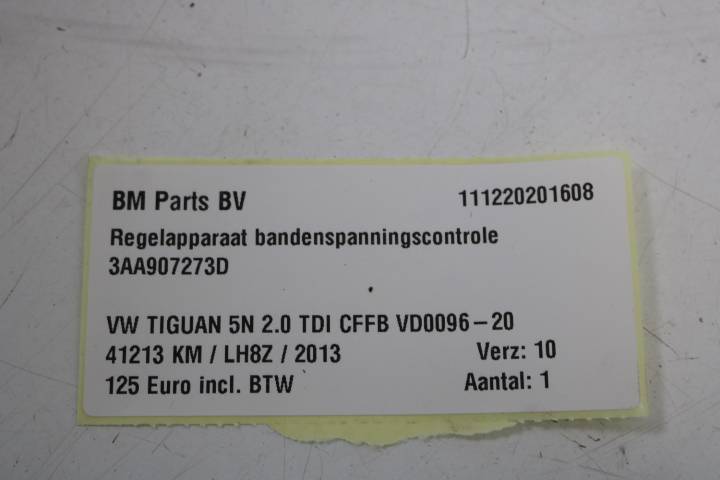 BM Parts BV 111220201608
Regelapparaat bandenspanningscontrole
3AA907273D
VW TIGUAN 5N 2.0 TDI CFFB VD0096-20
41213 KM / LH8Z / 2013 Verz: 10
125 Euro incl. BTW Aantal: 1